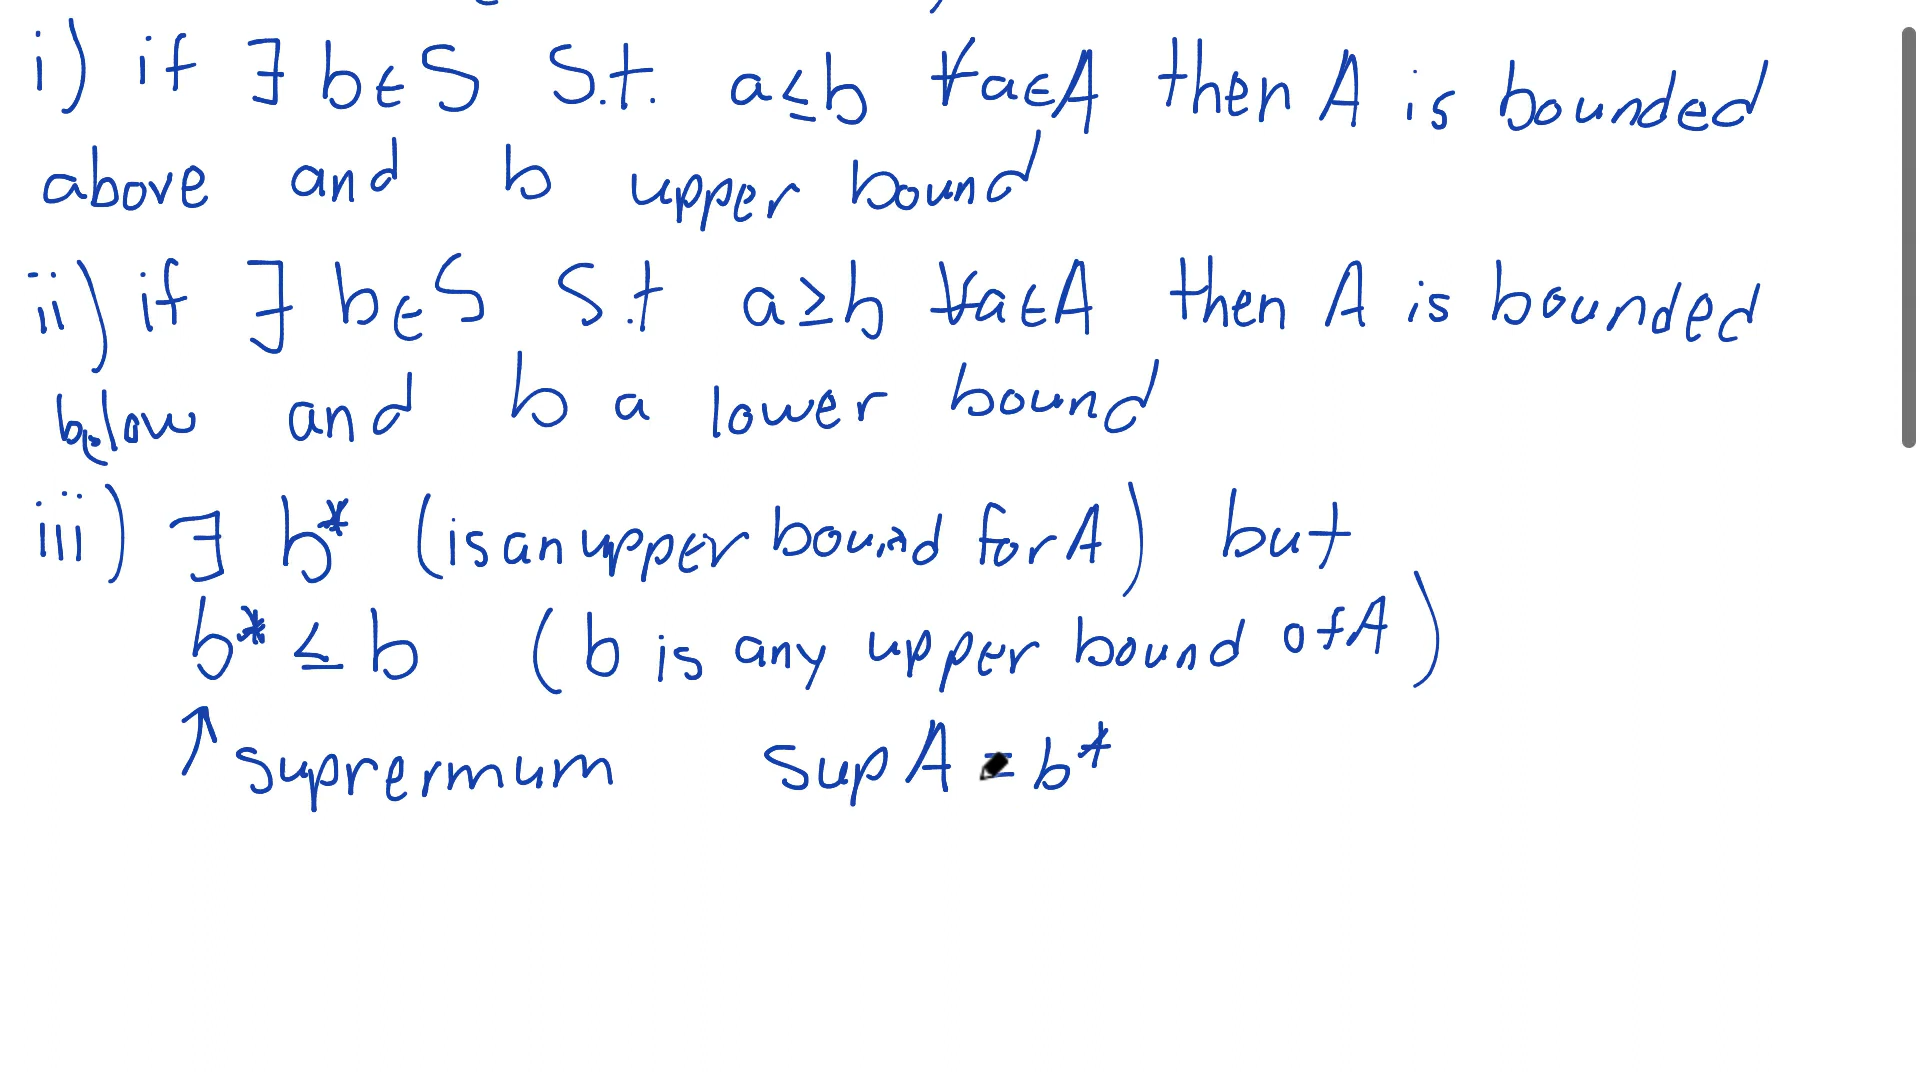 i) if ∃ b ∈ S S.t. a ≤ b ∀a∈A then A is bounded
above and b upper bound
ii) if ∃ b∈S S.t a ≥ b ∀a∈A then A is bounded
below and b a lower bound
iii) ∃ b* (is an upper bound for A) but
b* ≤ b (b is any upper bound of A)
↑ suprermum sup A = b*